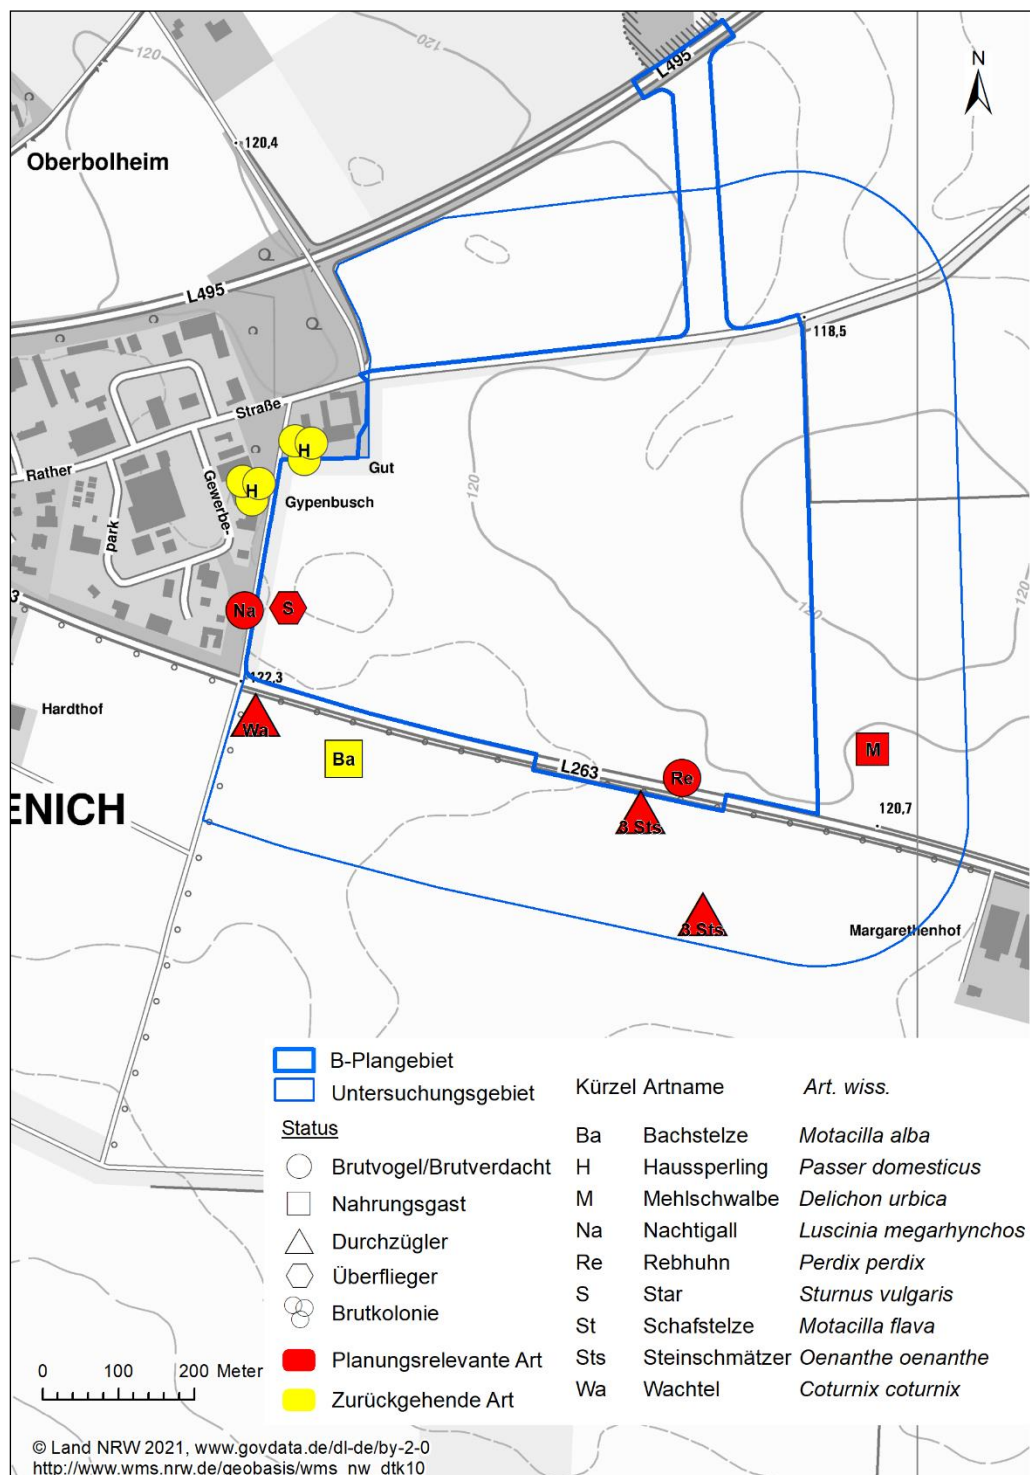 120
120
L495
N
120,4
Oberbolheim
L495
118,5
Straße
Rather
H
Gut
H
Gewerbe-
park
Gypenbusch
120
120
120
3
Na
S
122,3
Hardthof
Wa
Ba
L263
Re
M
ENICH
3 Sts
120,7
3 Sts
Margarethenhof
B-Plangebiet
Untersuchungsgebiet
Status
Brutvogel/Brutverdacht
Nahrungsgast
Durchzügler
Überflieger
Brutkolonie
Planungsrelevante Art
Zurückgehende Art
Kürzel Artname Art. wiss.
Ba Bachstelze Motacilla alba
H Haussperling Passer domesticus
M Mehlschwalbe Delichon urbica
Na Nachtigall Luscinia megarhynchos
Re Rebhuhn Perdix perdix
S Star Sturnus vulgaris
St Schafstelze Motacilla flava
Sts Steinschmätzer Oenanthe oenanthe
Wa Wachtel Coturnix coturnix
0 100 200 Meter
© Land NRW 2021, www.govdata.de/dl-de/by-2-0
http://www.wms.nrw.de/geobasis/wms_nw_dtk10